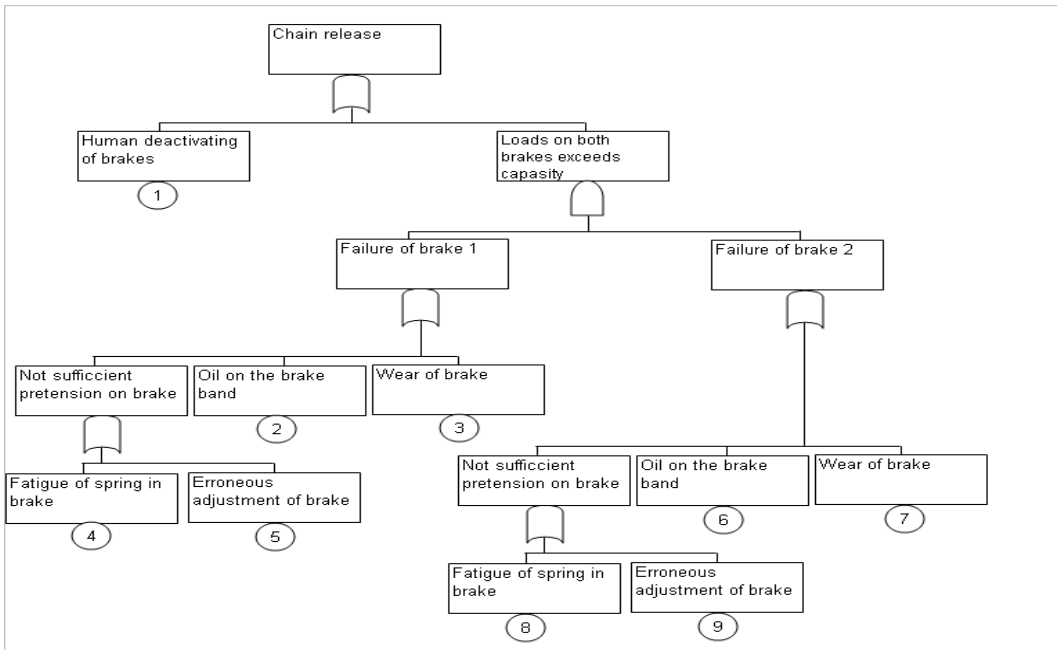 Chain release
Human deactivating
of brakes
1
Loads on both
brakes exceeds
capasity
Failure of brake 1
Failure of brake 2
Not sufficcient
pretension on brake
Oil on the brake
band
2
Wear of brake
3
Fatigue of spring in
brake
4
Erroneous
adjustment of brake
5
Not sufficcient
pretension on brake
Oil on the brake
band
6
Wear of brake
7
Fatigue of spring in
brake
8
Erroneous
adjustment of brake
9